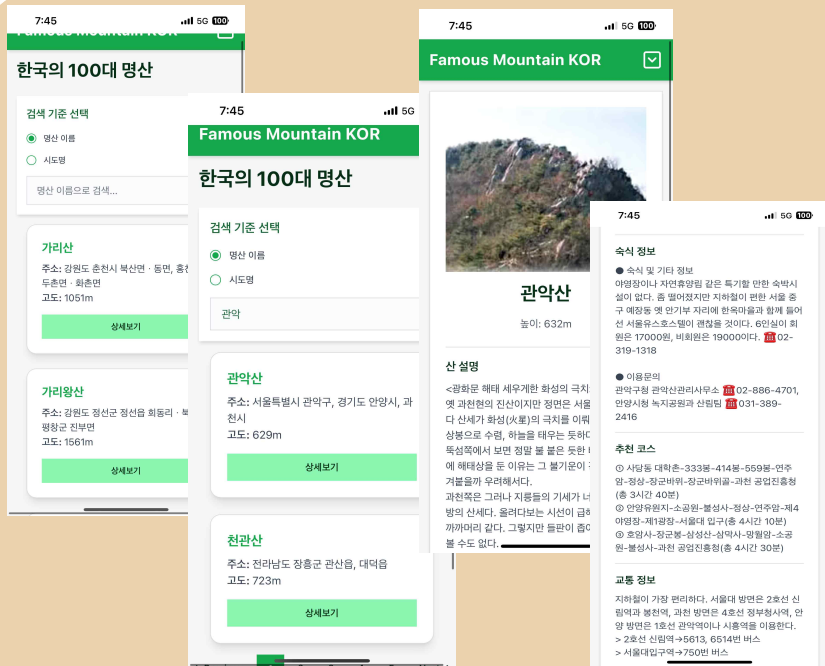 7:45
5G 100
Famous Mountain KOR
한국의 100대 명산
검색 기준 선택
명산 이름
시도명
명산 이름으로 검색...
가리산
주소: 강원도 춘천시 북산면 · 동면,
두촌면 · 화촌면
고도: 1051m
상세보기
가리왕산
주소: 강원도 정선군 정선읍 회동리 ·
평창군 진부면
고도: 1561m
상세보기
7:45
5G
Famous Mountain KOR
한국의 100대 명산
검색 기준 선택
명산 이름
시도명
관악
관악산
주소: 서울특별시 관악구, 경기도 안양시, 과
천시
고도: 629m
상세보기
천관산
주소: 전라남도 장흥군 관산읍, 대덕읍
고도: 723m
상세보기
7:45
5G 100
Famous Mountain KOR
관악산
높이: 632m
산 설명
<광화문 해태 세우게한 화성의 극치
옛 과천현의 진산이지만 정면은 서울
다 산세가 화성(火星)의 극치를 이뤄
상봉으로 수렴, 하늘을 태우는 듯하다
뚝섬쪽에서 보면 정말 불 붙은 듯한
에 해태상을 둔 이유는 그 불기운이
겨붙을까 우려해서다.
과천쪽은 그러나 지릉들의 기세가
방의 산세다. 올려다보는 시선이 급해
까까머리 같다. 그렇지만 들판이 좁아
볼 수도 없다.
7:45
5G 100
숙식 정보
● 숙식 및 기타 정보
야영장이나 자연휴양림 같은 특기할 만한 숙박시
설이 없다. 좀 떨어졌지만 지하철이 편한 서울 중
구 예장동 옛 안기부 자리에 한옥마을과 함께 들어
선 서울유스호스텔이 괜찮을 것이다. 6인실이 회
원은 17000원, 비회원은 19000이다. ☎02-
319-1318
● 이용문의
관악구청 관악산관리사무소 ☎02-886-4701,
안양시청 녹지공원과 산림팀 ☎031-389-
2416
추천 코스
① 사당동 대학촌-333봉-414봉-559봉-연주
암-정상-장군바위-장군바위골-과천 공업진흥청
(총 3시간 40분)
② 안양유원지-소공원-불성사-정상-연주암-제4
야영장-제1광장-서울대 입구(총 4시간 10분)
③ 호암사-장군봉-삼성산-삼막사-망월암-소공
원-불성사-과천 공업진흥청(총 4시간 30분)
교통 정보
지하철이 가장 편리하다. 서울대 방면은 2호선 신
림역과 봉천역, 과천 방면은 4호선 정부청사역, 안
양 방면은 1호선 관악역이나 시흥역을 이용한다.
> 2호선 신림역→5613, 6514번 버스
> 서울대입구역→750번 버스